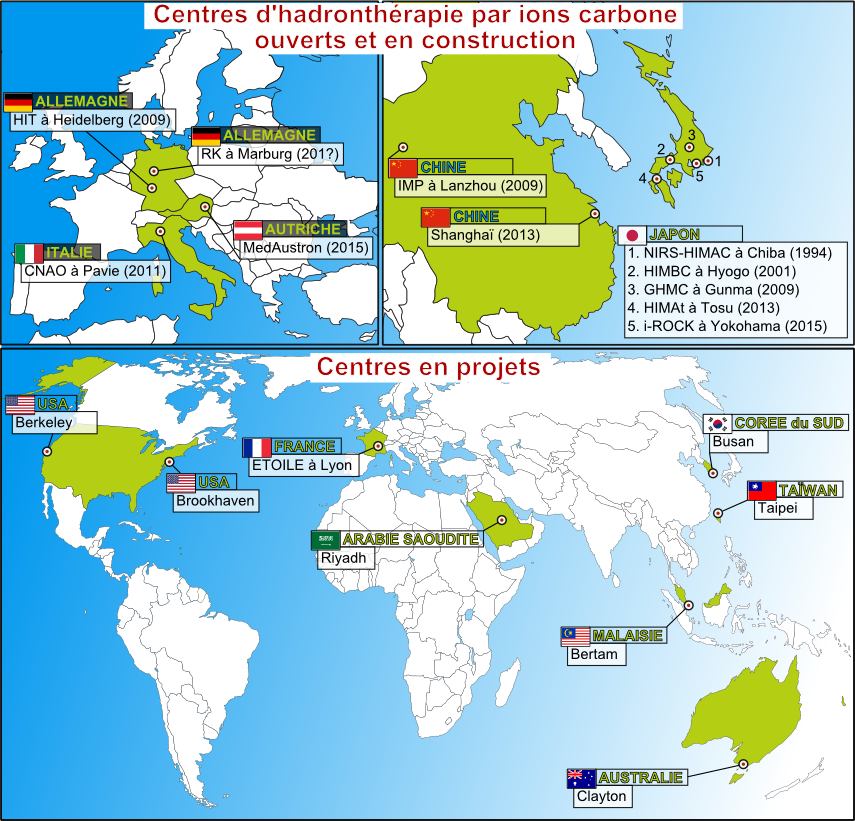 Centres d'hadronthérapie par ions carbone
ouverts et en construction
ALLEMAGNE
HIT à Heidelberg (2009)
ALLEMAGNE
RK à Marburg (201?)
AUTRICHE
MedAustron (2015)
ITALIE
CNAO à Pavie (2011)
CHINE
IMP à Lanzhou (2009)
CHINE
Shanghaï (2013)
3
2
1
4
5
JAPON
1. NIRS-HIMAC à Chiba (1994)
2. HIMBC à Hyogo (2001)
3. GHMC à Gunma (2009)
4. HIMAt à Tosu (2013)
5. i-ROCK à Yokohama (2015)
Centres en projets
USA
Berkeley
USA
Brookhaven
FRANCE
ETOILE à Lyon
ARABIE SAOUDITE
Riyadh
COREE du SUD
Busan
TAÏWAN
Taipei
MALAISIE
Bertam
AUSTRALIE
Clayton